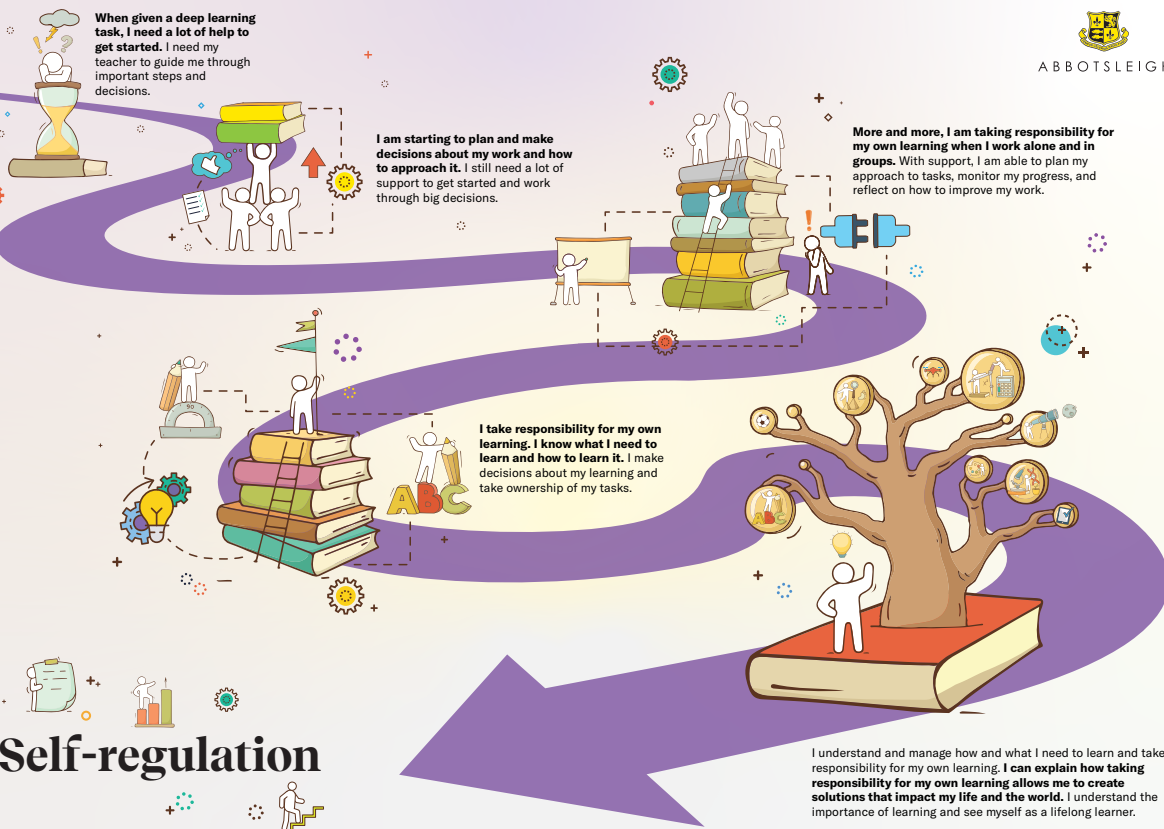 When given a deep learning
task, I need a lot of help to
get started. I need my
teacher to guide me through
important steps and
decisions.
ABBOTSLEIGH
I am starting to plan and make
decisions about my work and how
to approach it. I still need a lot of
support to get started and work
through big decisions.
More and more, I am taking responsibility for
my own learning when I work alone and in
groups. With support, I am able to plan my
approach to tasks, monitor my progress, and
reflect on how to improve my work.
90
I take responsibility for my own
learning. I know what I need to
learn and how to learn it. I make
decisions about my learning and
take ownership of my tasks.
ABC
ABC
Self-regulation
I understand and manage how and what I need to learn and take
responsibility for my own learning. I can explain how taking
responsibility for my own learning allows me to create
solutions that impact my life and the world. I understand the
importance of learning and see myself as a lifelong learner.